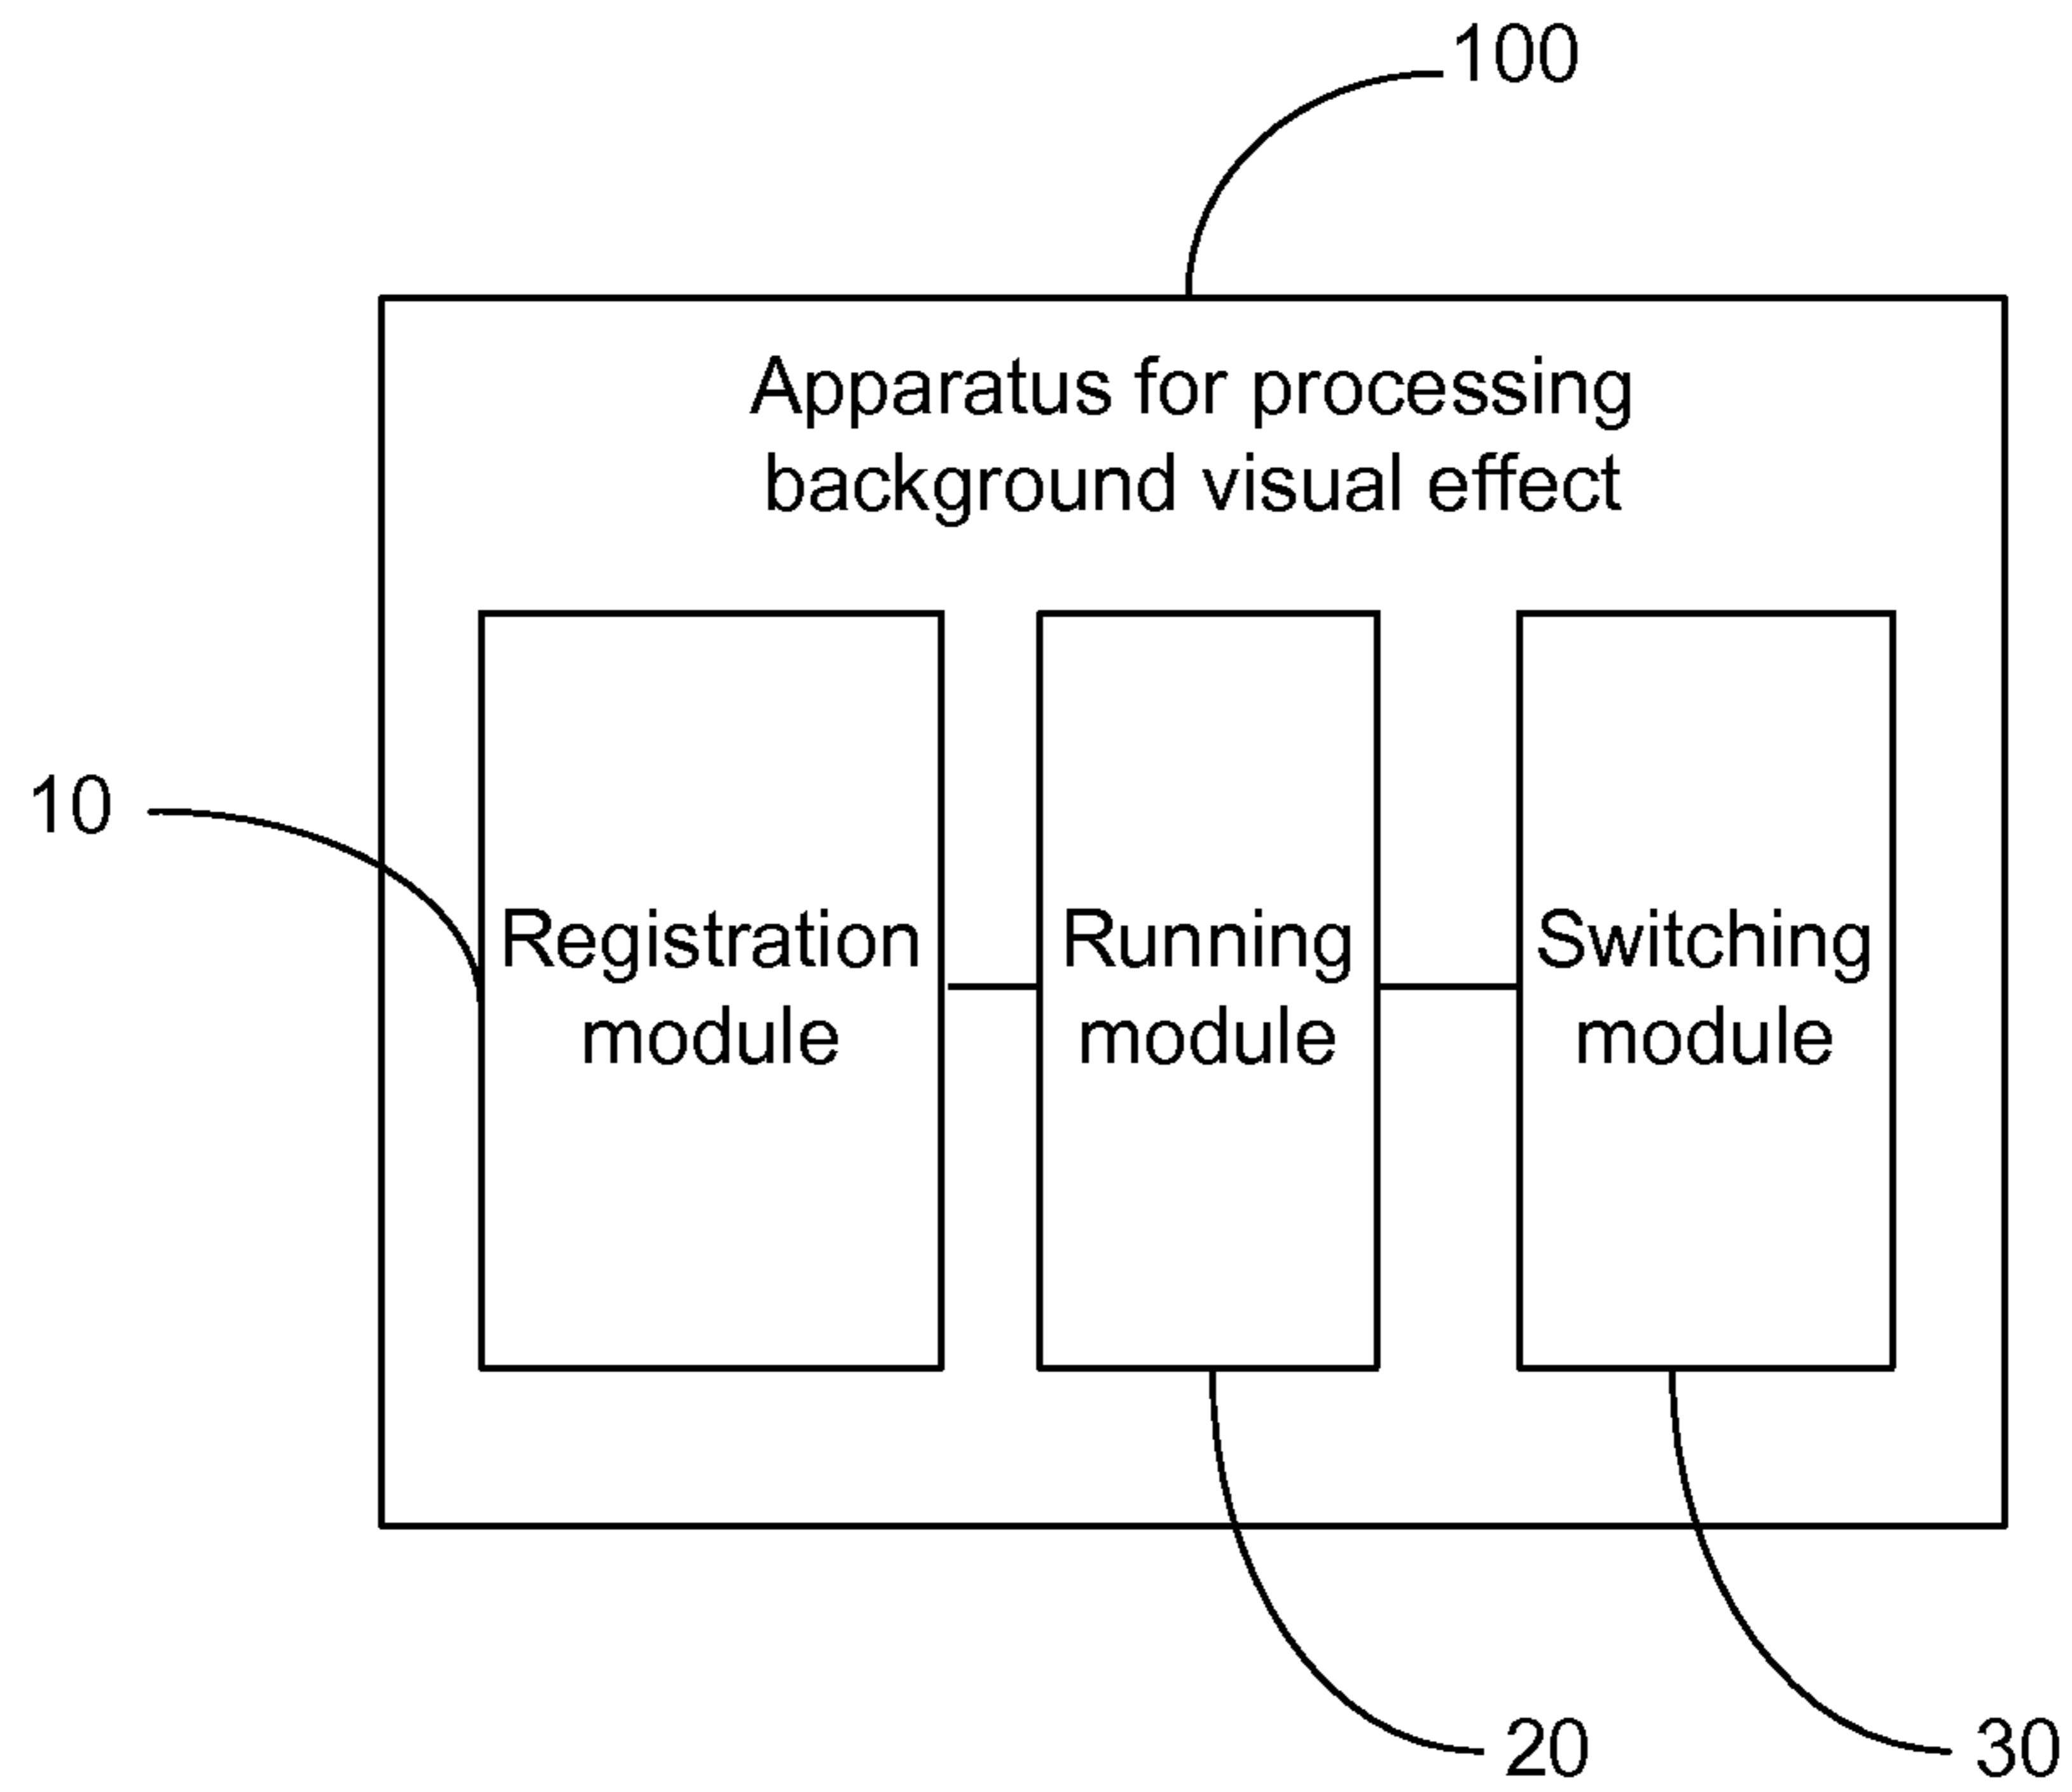 100
Apparatus for processing
background visual effect
10
Registration
module
Running
module
Switching
module
20
30